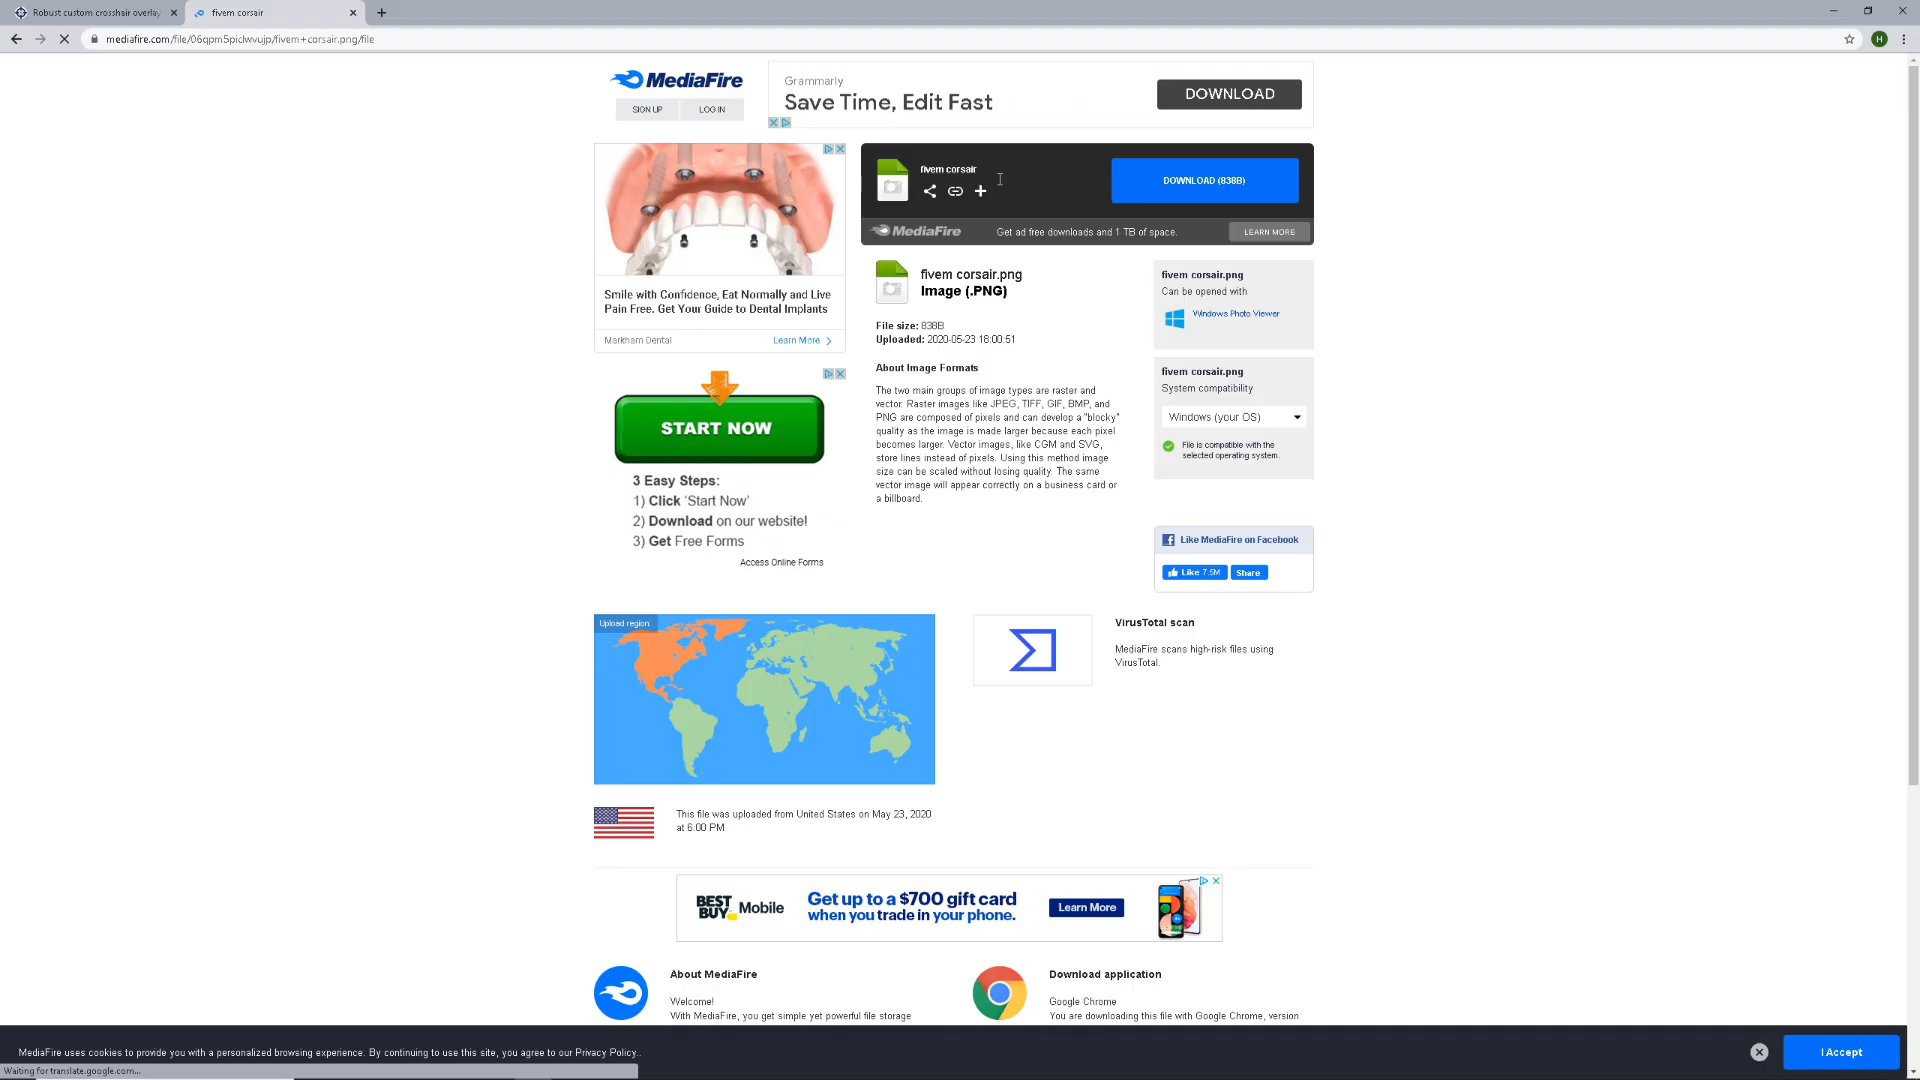 Robust custom crosshair overlay
fivem corsair
mediafire.com/file/06qpm5piclwvujp/fivem+corsair.png/file
H
MediaFire
SIGN UP
LOG IN
Grammarly
Save Time, Edit Fast
DOWNLOAD
fivem corsair
DOWNLOAD (838B)
MediaFire
Get ad free downloads and 1 TB of space.
LEARN MORE
Smile with Confidence, Eat Normally and Live
Pain Free. Get Your Guide to Dental Implants
Markham Dental
Learn More
fivem corsair.png
Image (.PNG)
File size: 838B
Uploaded: 2020-05-23 18:00:51
About Image Formats
The two main groups of image types are raster and
vector. Raster images like JPEG, TIFF, GIF, BMP, and
PNG are composed of pixels and can develop a "blocky"
quality as the image is made larger because each pixel
becomes larger. Vector images, like CGM and SVG,
store lines instead of pixels. Using this method image
size can be scaled without losing quality. The same
vector image will appear correctly on a business card or
a billboard.
fivem corsair.png
Can be opened with
Windows Photo Viewer
fivem corsair.png
System compatibility
Windows (your OS)
File is compatible with the
selected operating system.
START NOW
3 Easy Steps:
1) Click 'Start Now'
2) Download on our website!
3) Get Free Forms
Access Online Forms
Like MediaFire on Facebook
Like 7.5M
Share
Upload region:
VirusTotal scan
MediaFire scans high-risk files using
VirusTotal.
This file was uploaded from United States on May 23, 2020
at 6:00 PM
BEST BUY Mobile
Get up to a $700 gift card
when you trade in your phone.
Learn More
About MediaFire
Welcome!
With MediaFire, you get simple yet powerful file storage
Download application
Google Chrome
You are downloading this file with Google Chrome, version
MediaFire uses cookies to provide you with a personalized browsing experience. By continuing to use this site, you agree to our Privacy Policy..
I Accept
Waiting for translate.google.com...